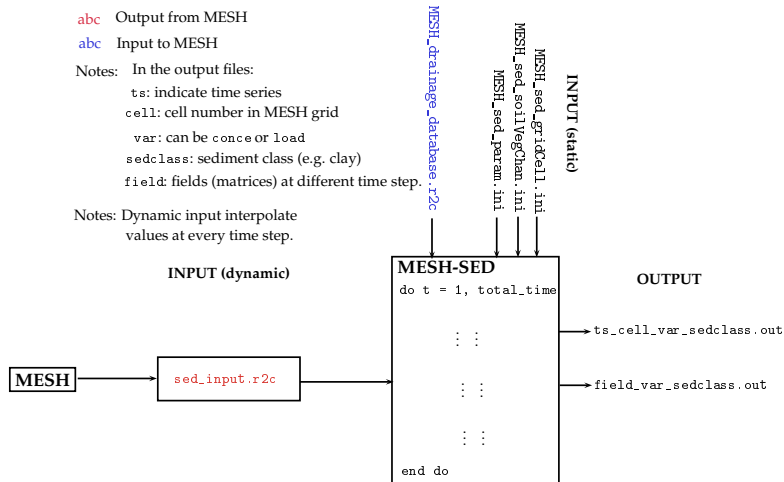 abc Output from MESH
abc Input to MESH
Notes: In the output files:
ts: indicate time series
cell: cell number in MESH grid
var: can be conce or load
sedclass: sediment class (e.g. clay)
field: fields (matrices) at different time step.
Notes: Dynamic input interpolate
values at every time step.
MESH_drainage_database.r2c
MESH_sed_param.ini
MESH_sed_soilVegChan.ini
MESH_sed_gridCell.ini
INPUT (static)
INPUT (dynamic)
MESH-SED
OUTPUT
do t = 1, total_time
⋮ ⋮
ts_cell_var_sedclass.out
MESH
sed_input.r2c
⋮ ⋮
field_var_sedclass.out
⋮ ⋮
end do